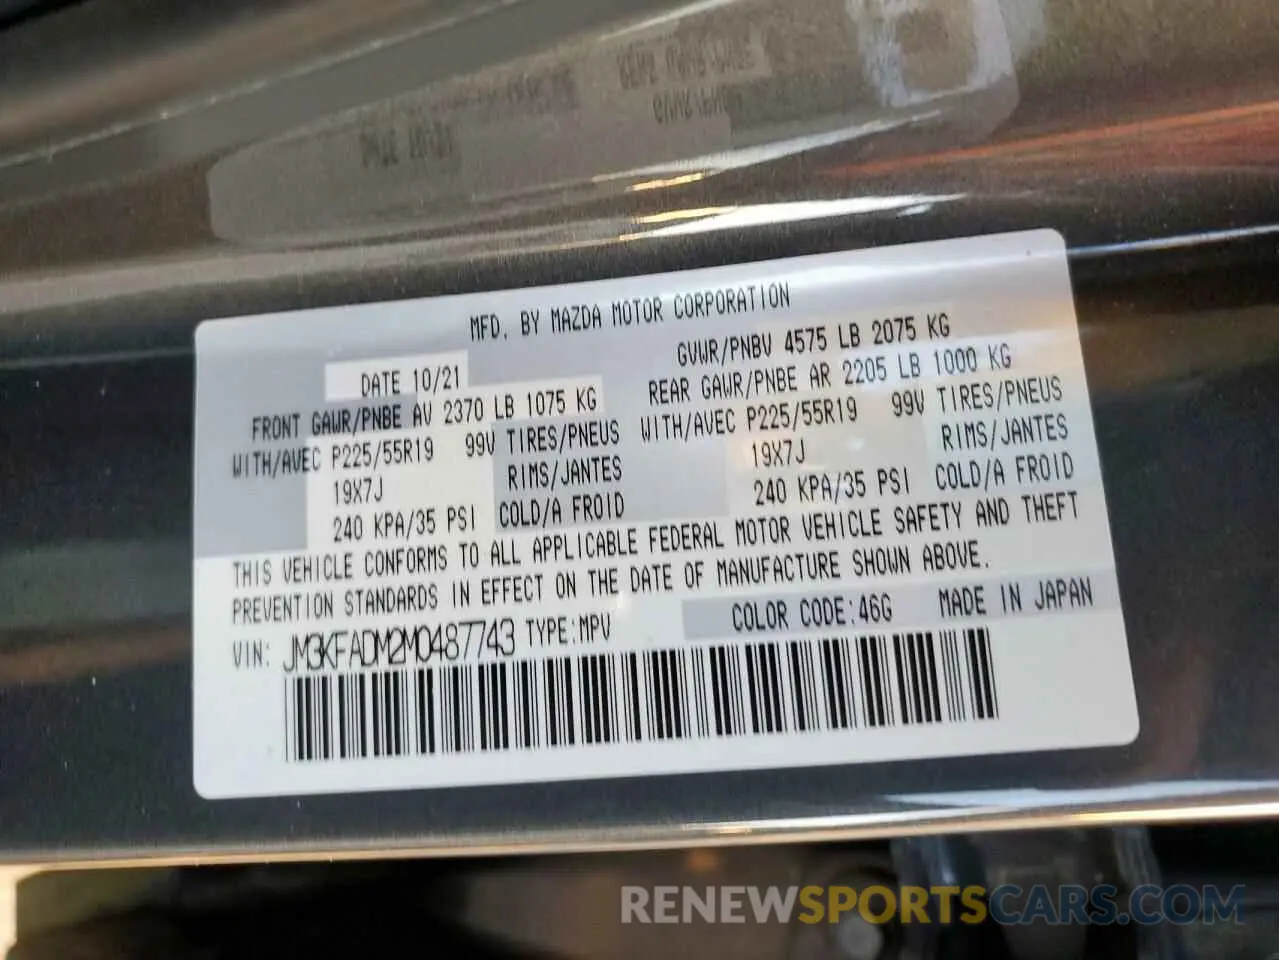 MFD. BY MAZDA MOTOR CORPORATION
DATE 10/21 GVWR/PNBV 4575 LB 2075 KG
FRONT GAWR/PNBE AV 2370 LB 1075 KG REAR GAWR/PNBE AR 2205 LB 1000 KG
WITH/AVEC P225/55R19 99V TIRES/PNEUS WITH/AVEC P225/55R19 99V TIRES/PNEUS
19X7J RIMS/JANTES 19X7J RIMS/JANTES
240 KPA/35 PSI COLD/A FROID 240 KPA/35 PSI COLD/A FROID
THIS VEHICLE CONFORMS TO ALL APPLICABLE FEDERAL MOTOR VEHICLE SAFETY AND THEFT
PREVENTION STANDARDS IN EFFECT ON THE DATE OF MANUFACTURE SHOWN ABOVE.
VIN: JM3KFADM2M0487743 TYPE:MPV COLOR CODE:46G MADE IN JAPAN
RENEWSPORTSCARS.COM